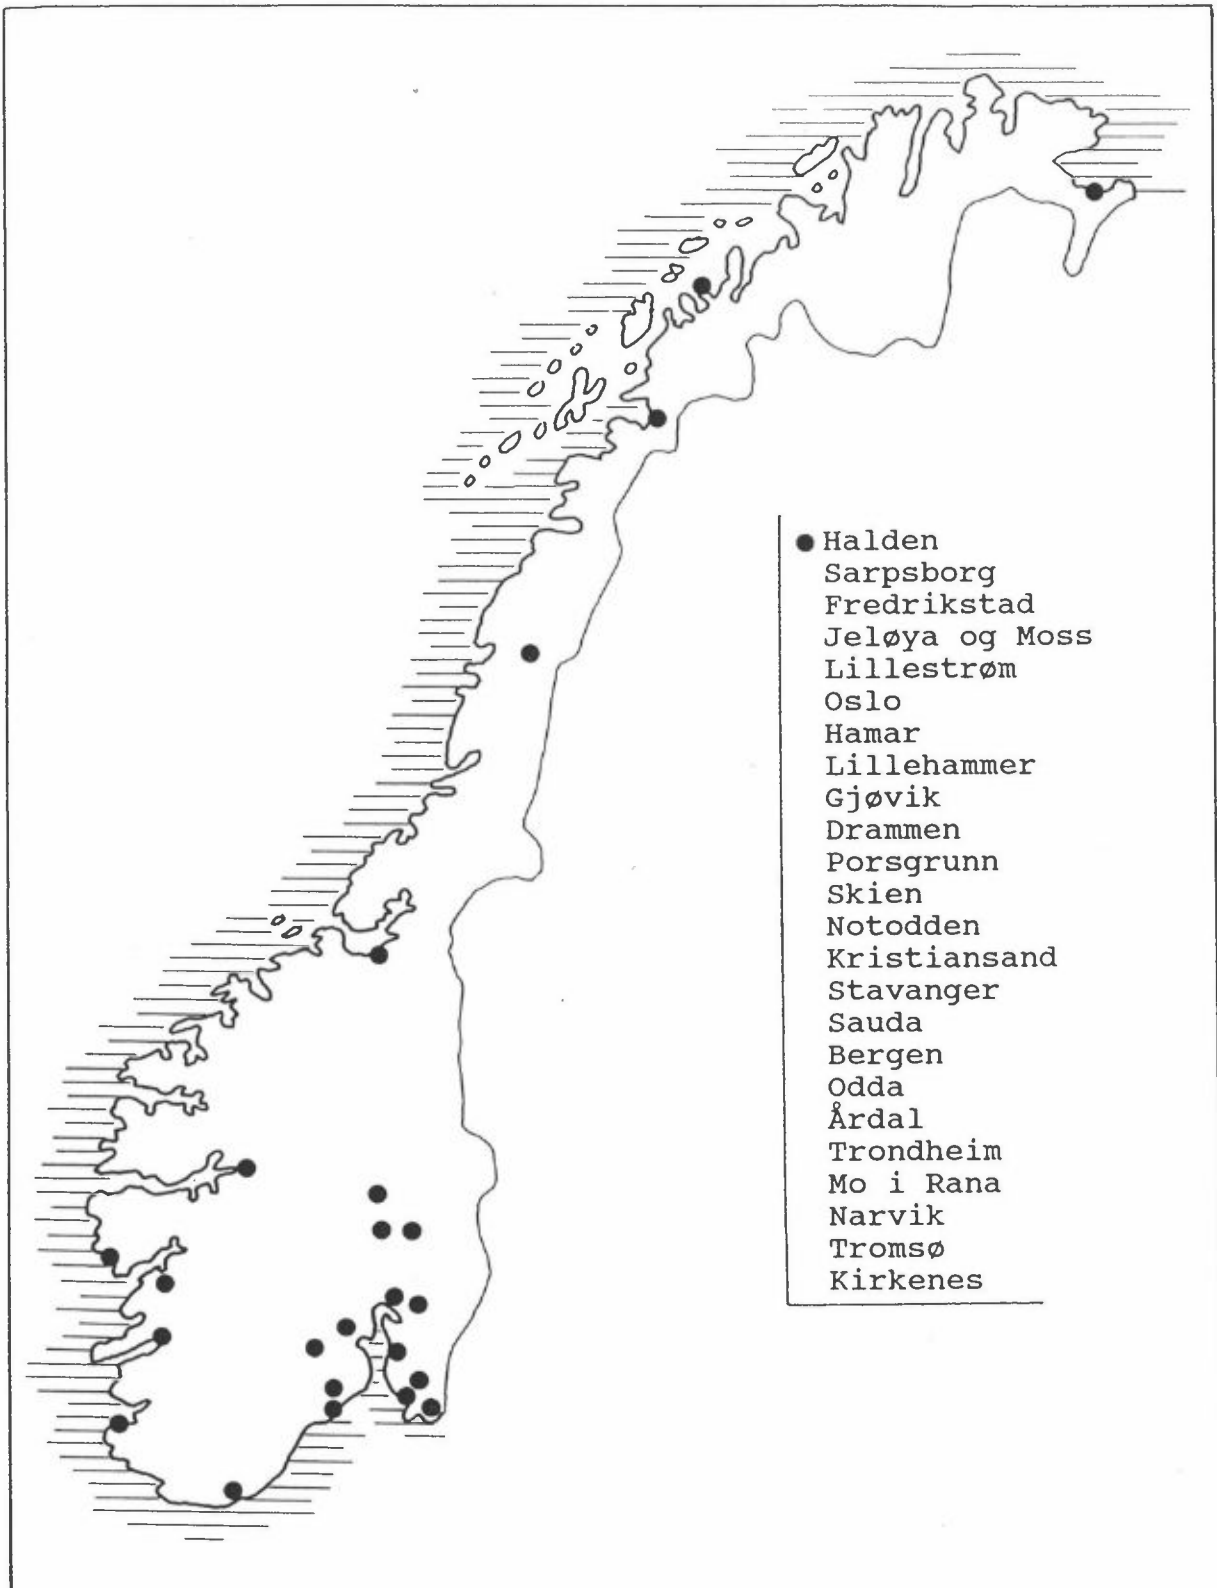 Halden
Sarpsborg
Fredrikstad
Jeløya og Moss
Lillestrøm
Oslo
Hamar
Lillehammer
Gjøvik
Drammen
Porsgrunn
Skien
Notodden
Kristiansand
Stavanger
Sauda
Bergen
Odda
Årdal
Trondheim
Mo i Rana
Narvik
Tromsø
Kirkenes